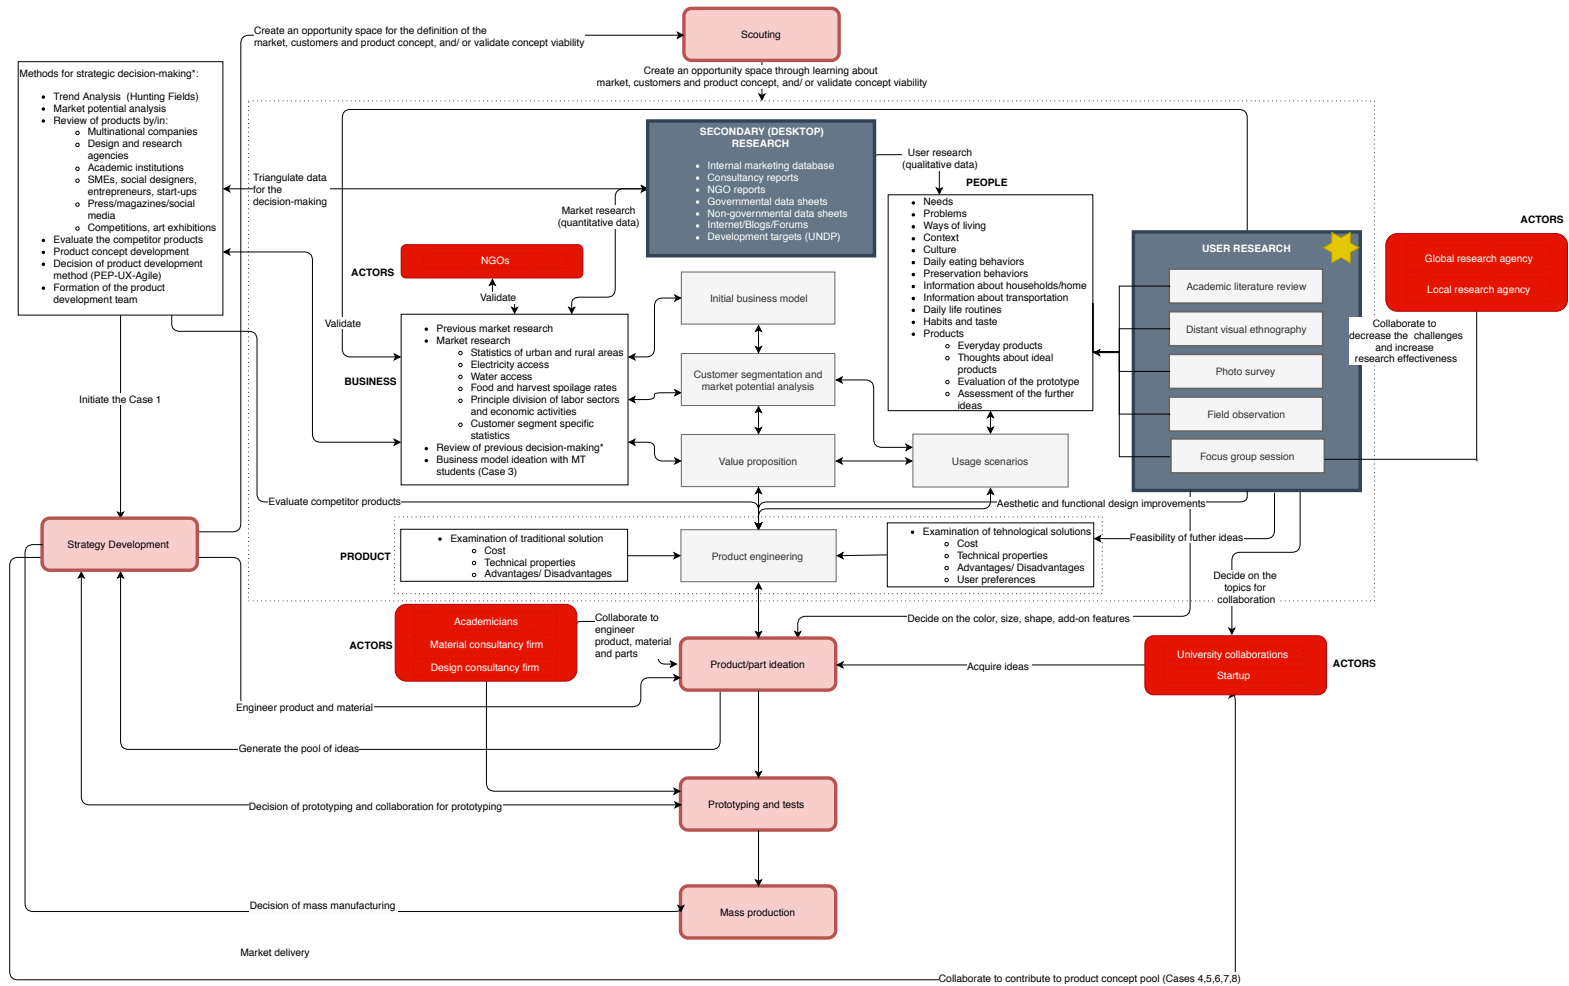 Scouting
Create an opportunity space for the definition of the
market, customers and product concept, and/ or validate concept viability
Create an opportunity space through learning about
market, customers and product concept, and/ or validate concept viability
Methods for strategic decision-making*:
Trend Analysis  (Hunting Fields)
Market potential analysis
Review of products by/in:
Multinational companies
Design and research
agencies
Academic institutions
SMEs, social designers,
entrepreneurs, start-ups
Press/magazines/social
media
Competitions, art exhibitions
Evaluate the competitor products
Product concept development
Decision of product development
method (PEP-UX-Agile)
Formation of the product
development team
Triangulate data
for the
decision-making
SECONDARY (DESKTOP)
RESEARCH
Internal marketing database
Consultancy reports
NGO reports
Governmental data sheets
Non-governmental data sheets
Internet/Blogs/Forums
Development targets (UNDP)
User research
(qualitative data)
PEOPLE
Needs
Problems
Ways of living
Context
Culture
Daily eating behaviors
Preservation behaviors
Information about households/home
Information about transportation
Daily life routines
Habits and taste
Products
Everyday products
Thoughts about ideal
products
Evaluation of the prototype
Assessment of the further
ideas
Market research
(quantitative data)
ACTORS
NGOs
Validate
Validate
BUSINESS
Previous market research
Market research
Statistics of urban and rural areas
Electricity access
Water access
Food and harvest spoilage rates
Principle division of labor sectors
and economic activities
Customer segment specific
statistics
Review of previous decision-making*
Business model ideation with MT
students (Case 3)
Initial business model
Customer segmentation and
market potential analysis
Value proposition
Usage scenarios
USER RESEARCH
Academic literature review
Distant visual ethnography
Photo survey
Field observation
Focus group session
ACTORS
Global research agency
Local research agency
Collaborate to
decrease the  challenges
and increase
research effectiveness
Initiate the Case 1
Evaluate competitor products
Aesthetic and functional design improvements
Strategy Development
PRODUCT
Examination of traditional solution
Cost
Technical properties
Advantages/ Disadvantages
Product engineering
Examination of tehnological solutions
Cost
Technical properties
Advantages/ Disadvantages
User preferences
Feasibility of futher ideas
Decide on the
topics for
collaboration
ACTORS
Academicians
Material consultancy firm
Design consultancy firm
Collaborate to
engineer
product, material
and parts
Decide on the color, size, shape, add-on features
Product/part ideation
Acquire ideas
University collaborations
Startup
ACTORS
Engineer product and material
Generate the pool of ideas
Decision of prototyping and collaboration for prototyping
Prototyping and tests
Decision of mass manufacturing
Mass production
Market delivery
Collaborate to contribute to product concept pool (Cases 4,5,6,7,8)